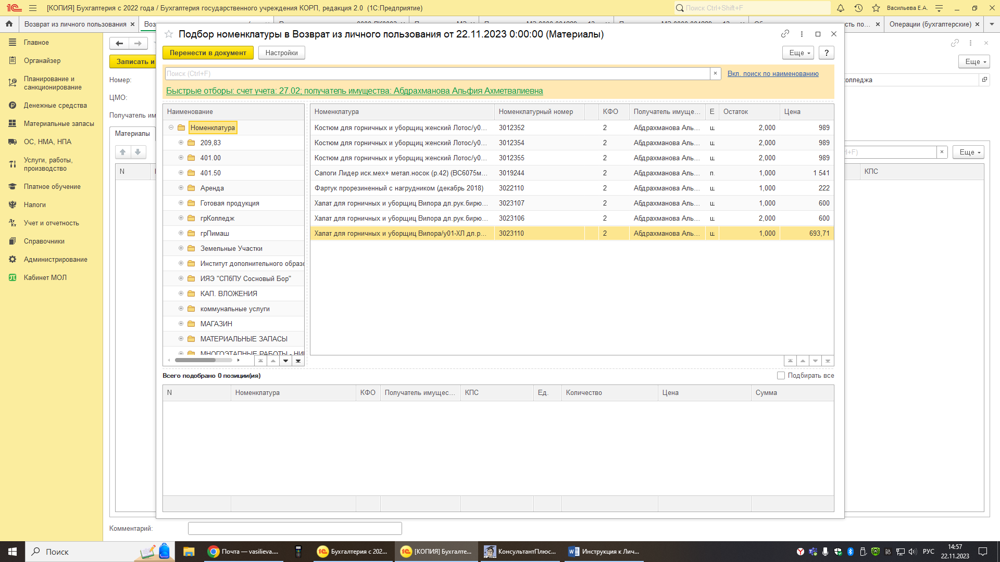 [КОПИЯ] Бухгалтерия с 2022 года / Бухгалтерия государственного учреждения КОРП, редакция 2.0 (1С:Предприятие)
Поиск Ctrl+Shift+F
Васильева Е.А.
Возврат из личного пользования
Операции (бухгалтерские)
Главное
Органайзер
Планирование и
санкционирование
Денежные средства
Материальные запасы
ОС, НМА, НПА
Услуги, работы,
производство
Платное обучение
Налоги
Учет и отчетность
Справочники
Администрирование
Кабинет МОЛ
Записать и
Номер:
ЦМО:
Получатель им
Материалы
N
Комментарий:
Еще
олледжа
Еще
КПС
Подбор номенклатуры в Возврат из личного пользования от 22.11.2023 0:00:00 (Материалы)
Перенести в документ
Настройки
Еще
?
Поиск (Ctrl+F)
Вкл. поиск по наименованию
Быстрые отборы: счет учета: 27.02; получатель имущества: Абдрахманова Альфия Ахметвалиевна
Наименование
Номенклатура
209,83
401.00
401.50
Аренда
Готовая продукция
грКолледж
грПимаш
Земельные Участки
Институт дополнительного образо
ИЯЭ "СПбПУ Сосновый Бор"
КАП. ВЛОЖЕНИЯ
коммунальные услуги
МАГАЗИН
МАТЕРИАЛЬНЫЕ ЗАПАСЫ
МНОГОЭТАПНЫЕ РАБОТЫ - НИ
Номенклатура Номенклатурный номер КФО Получатель имуще... Е Остаток Цена
Костюм для горничных и уборщиц женский Лотос/у0... 3012352 2 Абдрахманова Аль... ш 2,000 989
Костюм для горничных и уборщиц женский Лотос/у0... 3012354 2 Абдрахманова Аль... ш 2,000 989
Костюм для горничных и уборщиц женский Лотос/у0... 3012355 2 Абдрахманова Аль... ш 2,000 989
Сапоги Лидер иск.мех+ метал.носок (р.42) (ВС6075м... 3019244 2 Абдрахманова Аль... п. 1,000 1 541
Фартук прорезиненный с нагрудником (декабрь 2018) 3022110 2 Абдрахманова Аль... ш 1,000 222
Халат для горничных и уборщиц Вилора дл.рук.бирю... 3023107 2 Абдрахманова Аль... ш 1,000 600
Халат для горничных и уборщиц Вилора дл.рук.бирю... 3023106 2 Абдрахманова Аль... ш 2,000 600
Халат для горничных и уборщиц Вилора/у01-ХЛ дл.р... 3023110 2 Абдрахманова Аль... ш 1,000 693,71
Всего подобрано 0 позиции(ия)
Подбирать все
N Номенклатура КФО Получатель имущес... КПС Ед. Количество Цена Сумма
Поиск
Почта — vasilieva....
Бухгалтерия с 202...
[КОПИЯ] Бухгалте...
КонсультантПлюс...
Инструкция к Лич...
РУС
14:57
22.11.2023